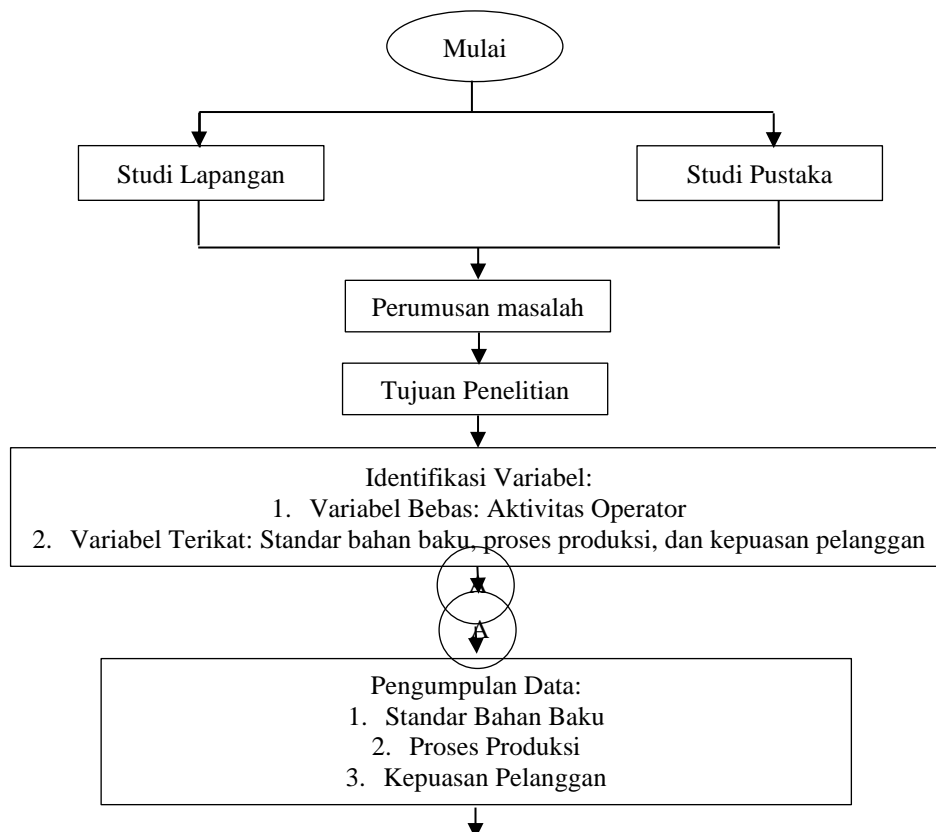 Mulai
Studi Lapangan
Studi Pustaka
Perumusan masalah
Tujuan Penelitian
Identifikasi Variabel:
1. Variabel Bebas: Aktivitas Operator
2. Variabel Terikat: Standar bahan baku, proses produksi, dan kepuasan pelanggan
A
Pengumpulan Data:
1. Standar Bahan Baku
2. Proses Produksi
3. Kepuasan Pelanggan